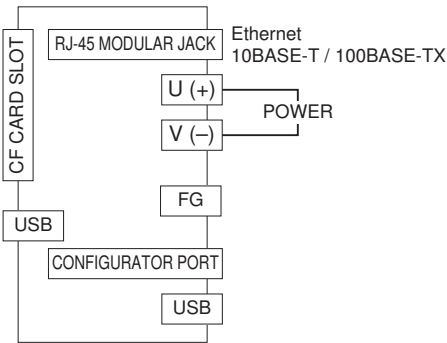 CF CARD SLOT
RJ-45 MODULAR JACK
Ethernet
10BASE-T / 100BASE-TX
U (+)
POWER
V (–)
FG
USB
CONFIGURATOR PORT
USB